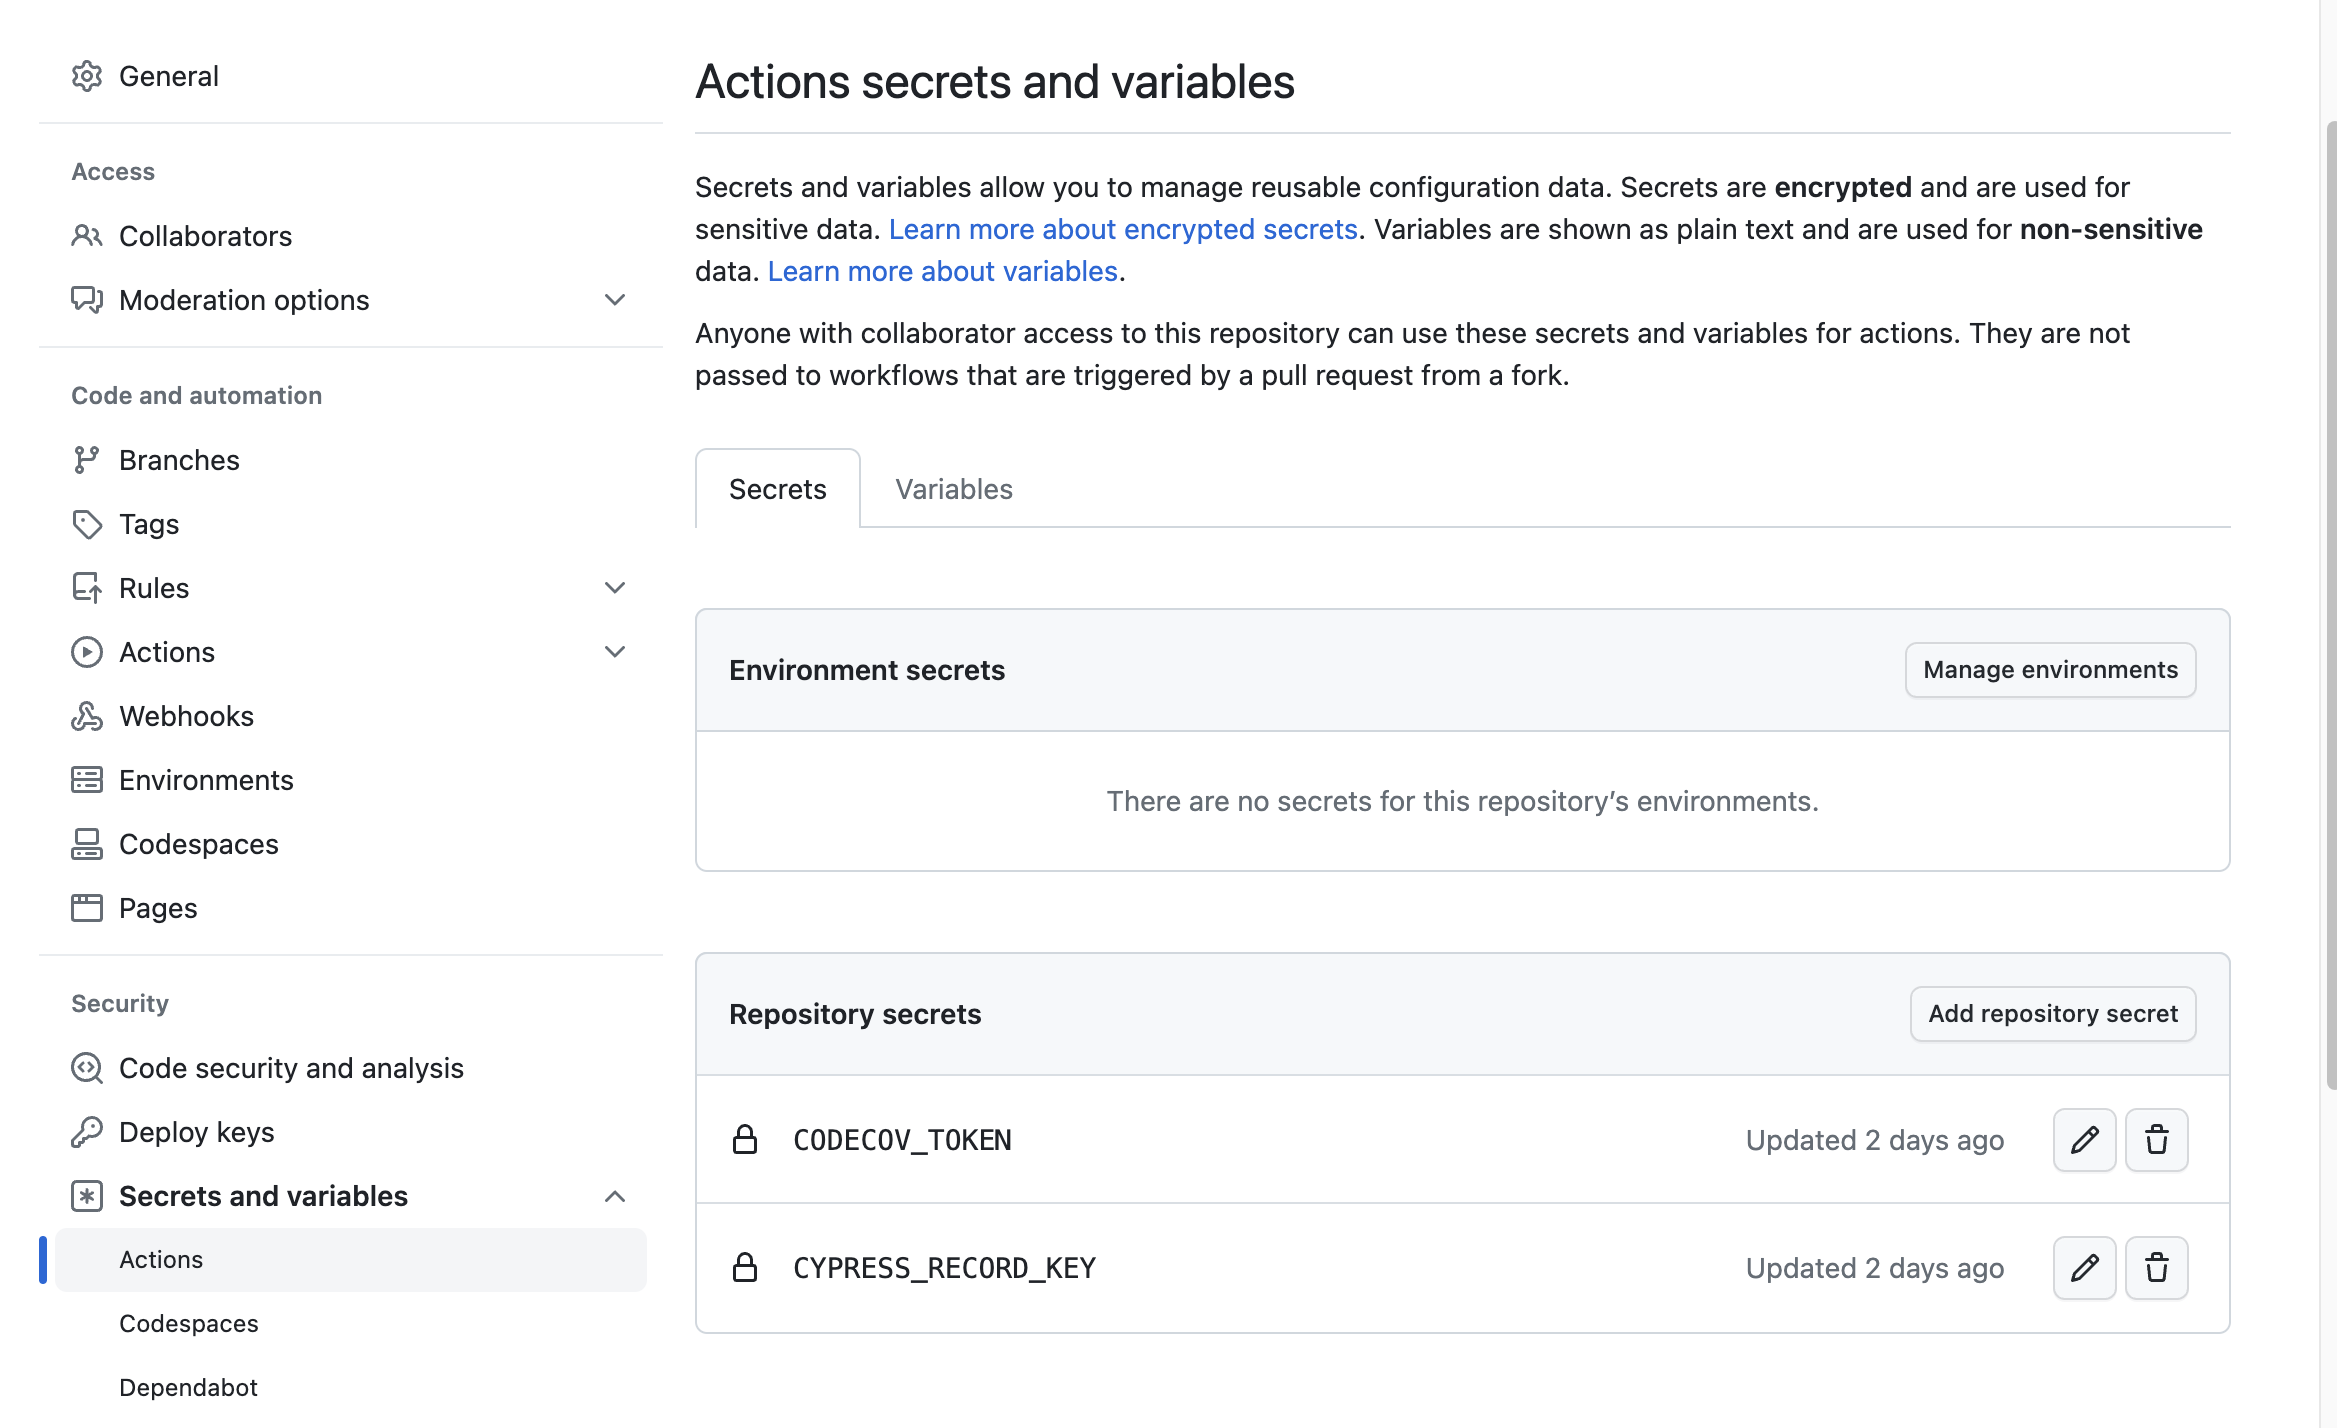 General
Access
Collaborators
Moderation options
Code and automation
Branches
Tags
Rules
Actions
Webhooks
Environments
Codespaces
Pages
Security
Code security and analysis
Deploy keys
Secrets and variables
Actions
Codespaces
Dependabot
Actions secrets and variables
Secrets and variables allow you to manage reusable configuration data. Secrets are encrypted and are used for
sensitive data. Learn more about encrypted secrets. Variables are shown as plain text and are used for non-sensitive
data. Learn more about variables.
Anyone with collaborator access to this repository can use these secrets and variables for actions. They are not
passed to workflows that are triggered by a pull request from a fork.
Secrets Variables
Environment secrets Manage environments
There are no secrets for this repository’s environments.
Repository secrets Add repository secret
CODECOV_TOKEN Updated 2 days ago
CYPRESS_RECORD_KEY Updated 2 days ago